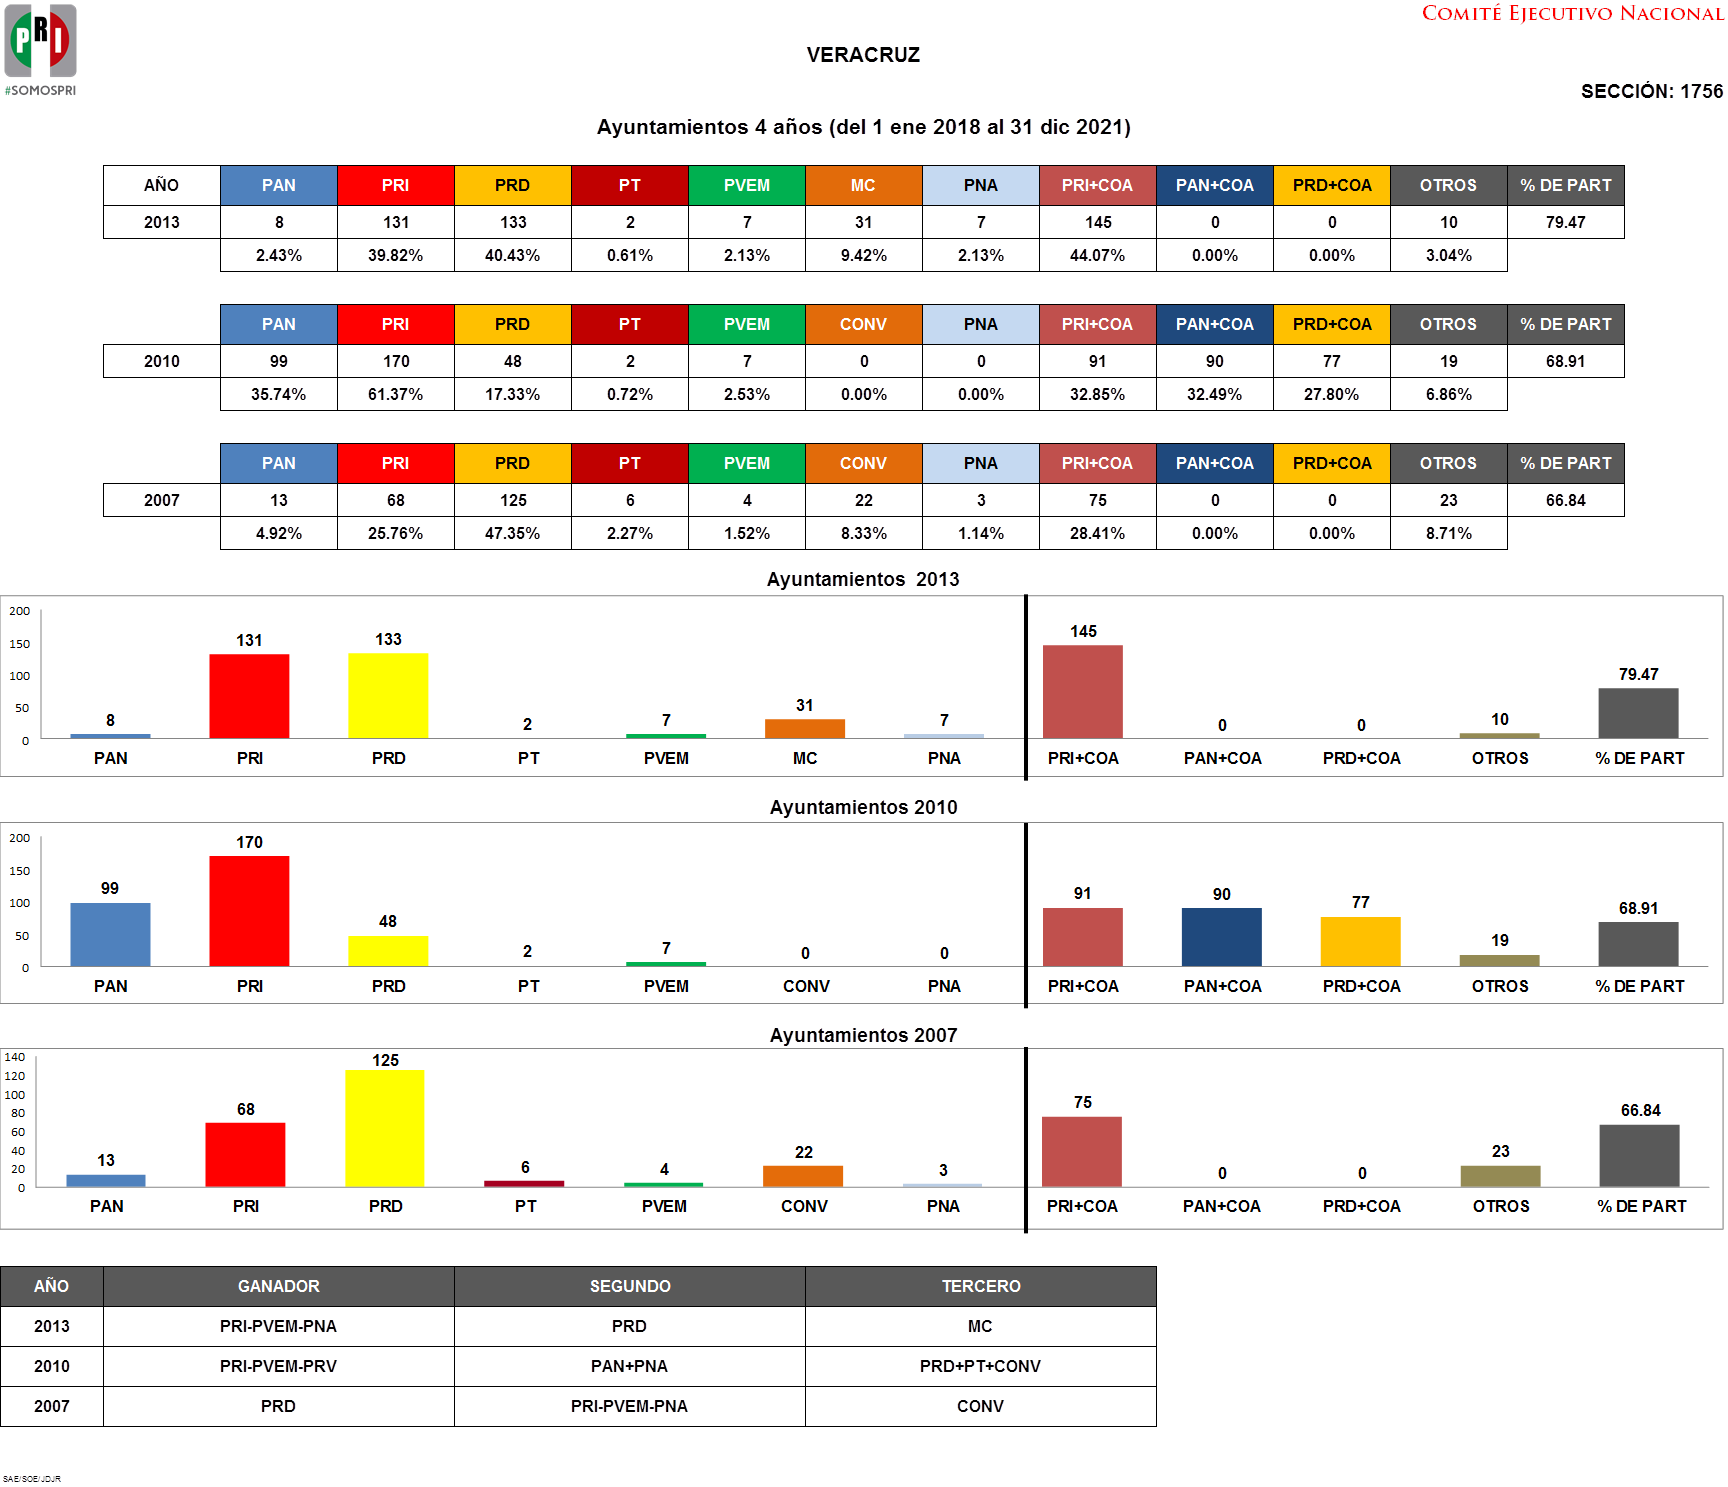 PRI
#SOMOSPRI
COMITÉ EJECUTIVO NACIONAL
VERACRUZ
SECCIÓN: 1756
Ayuntamientos 4 años (del 1 ene 2018 al 31 dic 2021)
AÑO PAN PRI PRD PT PVEM MC PNA PRI+COA PAN+COA PRD+COA OTROS % DE PART
2013 8 131 133 2 7 31 7 145 0 0 10 79.47
2.43% 39.82% 40.43% 0.61% 2.13% 9.42% 2.13% 44.07% 0.00% 0.00% 3.04%
PAN PRI PRD PT PVEM CONV PNA PRI+COA PAN+COA PRD+COA OTROS % DE PART
2010 99 170 48 2 7 0 0 91 90 77 19 68.91
35.74% 61.37% 17.33% 0.72% 2.53% 0.00% 0.00% 32.85% 32.49% 27.80% 6.86%
PAN PRI PRD PT PVEM CONV PNA PRI+COA PAN+COA PRD+COA OTROS % DE PART
2007 13 68 125 6 4 22 3 75 0 0 23 66.84
4.92% 25.76% 47.35% 2.27% 1.52% 8.33% 1.14% 28.41% 0.00% 0.00% 8.71%
Ayuntamientos 2013
200
150
100
50
0
8 131 133 2 7 31 7 145 0 0 10 79.47
PAN PRI PRD PT PVEM MC PNA PRI+COA PAN+COA PRD+COA OTROS % DE PART
Ayuntamientos 2010
200
150
100
50
0
99 170 48 2 7 0 0 91 90 77 19 68.91
PAN PRI PRD PT PVEM CONV PNA PRI+COA PAN+COA PRD+COA OTROS % DE PART
Ayuntamientos 2007
140
120
100
80
60
40
20
0
13 68 125 6 4 22 3 75 0 0 23 66.84
PAN PRI PRD PT PVEM CONV PNA PRI+COA PAN+COA PRD+COA OTROS % DE PART
AÑO GANADOR SEGUNDO TERCERO
2013 PRI-PVEM-PNA PRD MC
2010 PRI-PVEM-PRV PAN+PNA PRD+PT+CONV
2007 PRD PRI-PVEM-PNA CONV
SAE/SOE/JDJR